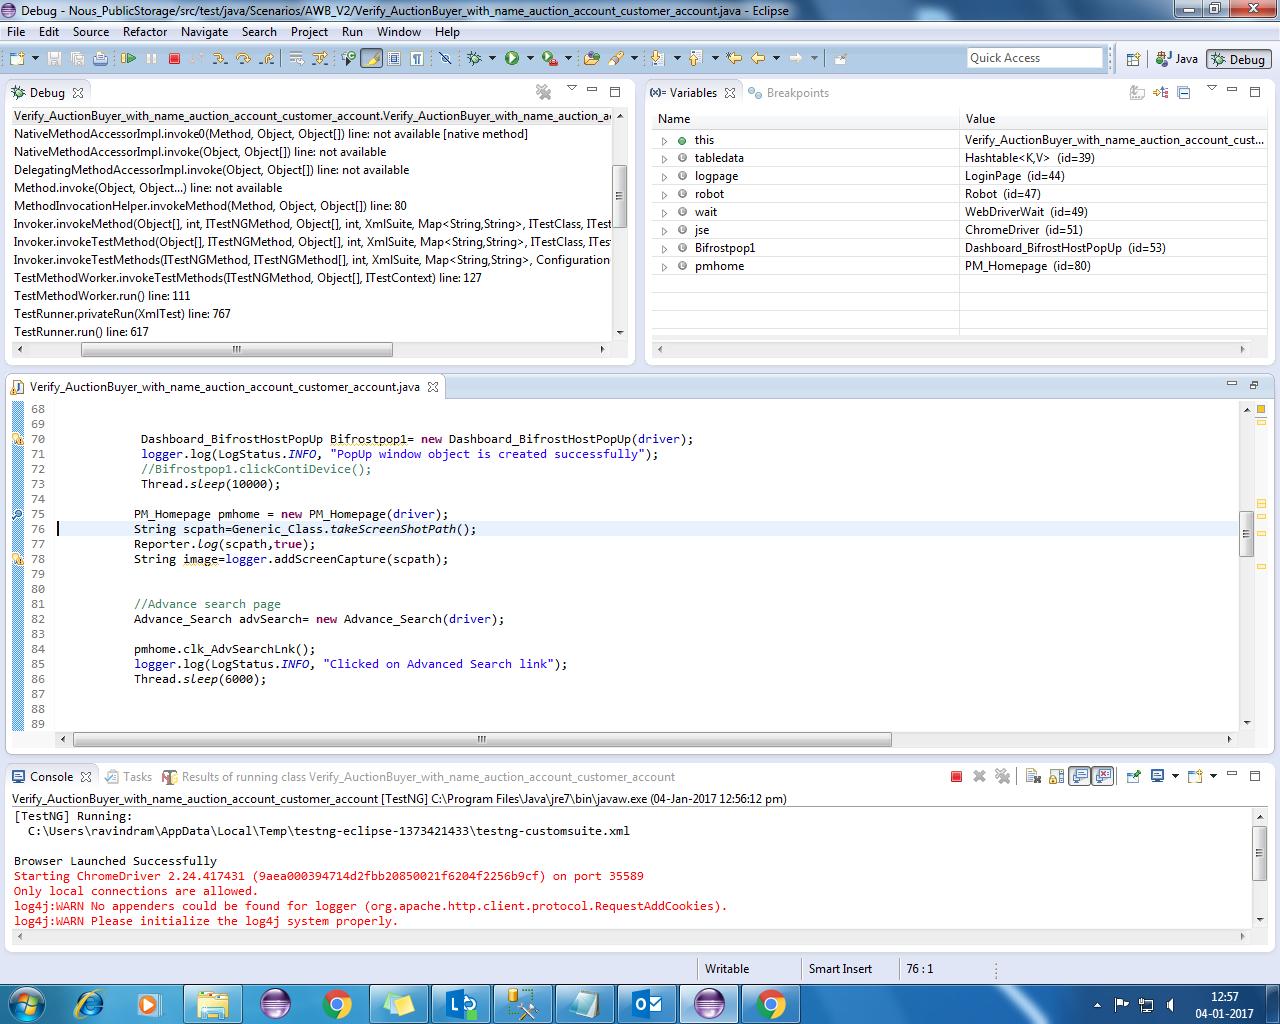 Debug - Nous_PublicStorage/src/test/java/Scenarios/AWB_V2/Verify_AuctionBuyer_with_name_auction_account_customer_account.java - Eclipse
File Edit Source Refactor Navigate Search Project Run Window Help
Quick Access
Java
Debug
Debug
Verify_AuctionBuyer_with_name_auction_account_customer_account.Verify_AuctionBuyer_with_name_auction_a
NativeMethodAccessorImpl.invoke0(Method, Object, Object[]) line: not available [native method]
NativeMethodAccessorImpl.invoke(Object, Object[]) line: not available
DelegatingMethodAccessorImpl.invoke(Object, Object[]) line: not available
Method.invoke(Object, Object...) line: not available
MethodInvocationHelper.invokeMethod(Method, Object, Object[]) line: 80
Invoker.invokeMethod(Object[], int, ITestNGMethod, Object[], int, XmlSuite, Map<String,String>, ITestClass, ITest
Invoker.invokeTestMethod(Object[], int, ITestNGMethod, Object[], int, XmlSuite, Map<String,String>, ITestClass, ITest
Invoker.invokeTestMethods(ITestNGMethod, ITestNGMethod[], int, XmlSuite, Map<String,String>, Configuration
TestMethodWorker.invokeTestMethods(ITestNGMethod, Object[], ITestContext) line: 127
TestMethodWorker.run() line: 111
TestRunner.privateRun(XmlTest) line: 767
TestRunner.run() line: 617
(x)= Variables
Breakpoints
Name Value
this Verify_AuctionBuyer_with_name_auction_account_cust...
tabledata Hashtable<K,V> (id=39)
logpage LoginPage (id=44)
robot Robot (id=47)
wait WebDriverWait (id=49)
jse ChromeDriver (id=51)
Bifrostpop1 Dashboard_BifrostHostPopUp (id=53)
pmhome PM_Homepage (id=80)
Verify_AuctionBuyer_with_name_auction_account_customer_account.java
68
69
70 Dashboard_BifrostHostPopUp Bifrostpop1= new Dashboard_BifrostHostPopUp(driver);
71 logger.log(LogStatus.INFO, "PopUp window object is created successfully");
72 //Bifrostpop1.clickContiDevice();
73 Thread.sleep(10000);
74
75 PM_Homepage pmhome = new PM_Homepage(driver);
76 String scpath=Generic_Class.takeScreenShotPath();
77 Reporter.log(scpath,true);
78 String image=logger.addScreenCapture(scpath);
79
80
81 //Advance search page
82 Advance_Search advSearch= new Advance_Search(driver);
83
84 pmhome.clk_AdvSearchLnk();
85 logger.log(LogStatus.INFO, "Clicked on Advanced Search link");
86 Thread.sleep(6000);
87
88
89
Console
Tasks
Results of running class Verify_AuctionBuyer_with_name_auction_account_customer_account
Verify_AuctionBuyer_with_name_auction_account_customer_account [TestNG] C:\Program Files\Java\jre7\bin\javaw.exe (04-Jan-2017 12:56:12 pm)
[TestNG] Running:
C:\Users\ravindram\AppData\Local\Temp\testng-eclipse-1373421433\testng-customsuite.xml
Browser Launched Successfully
Starting ChromeDriver 2.24.417431 (9aea000394714d2fbb20850021f6204f2256b9cf) on port 35589
Only local connections are allowed.
log4j:WARN No appenders could be found for logger (org.apache.http.client.protocol.RequestAddCookies).
log4j:WARN Please initialize the log4j system properly.
Writable
Smart Insert
76 : 1
12:57
04-01-2017